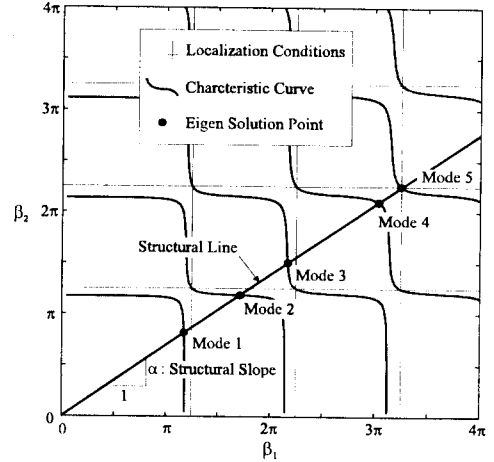 4π
Localization Conditions
Charcteristic Curve
Eigen Solution Point
3π
Mode 5
β2
2π
Mode 4
Structural Line
Mode 3
Mode 2
π
Mode 1
α : Structural Slope
1
0
0
π
2π
3π
4π
β1